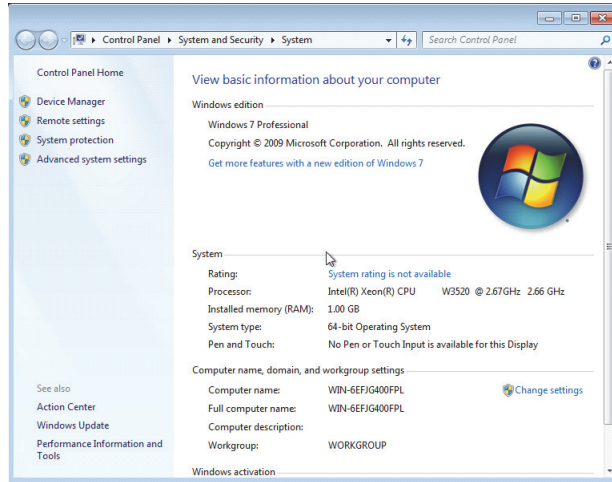 Control Panel ▸ System and Security ▸ System
Search Control Panel
Control Panel Home
Device Manager
Remote settings
System protection
Advanced system settings
See also
Action Center
Windows Update
Performance Information and
Tools
View basic information about your computer
Windows edition
Windows 7 Professional
Copyright © 2009 Microsoft Corporation. All rights reserved.
Get more features with a new edition of Windows 7
System
Rating: System rating is not available
Processor: Intel(R) Xeon(R) CPU W3520 @ 2.67GHz 2.66 GHz
Installed memory (RAM): 1.00 GB
System type: 64-bit Operating System
Pen and Touch: No Pen or Touch Input is available for this Display
Computer name, domain, and workgroup settings
Computer name: WIN-6EFJG400FPL
Change settings
Full computer name: WIN-6EFJG400FPL
Computer description:
Workgroup: WORKGROUP
Windows activation